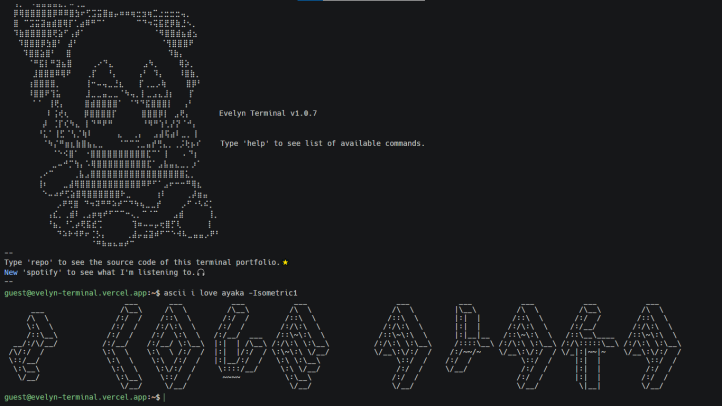 Evelyn Terminal v1.0.7
Type 'help' to see list of available commands.
--
Type 'repo' to see the source code of this terminal portfolio.
New 'spotify' to see what I'm listening to.
--
guest@evelyn-terminal.vercel.app:~$ ascii i love ayaka -Isometric1
I LOVE AYAKA
guest@evelyn-terminal.vercel.app:~$